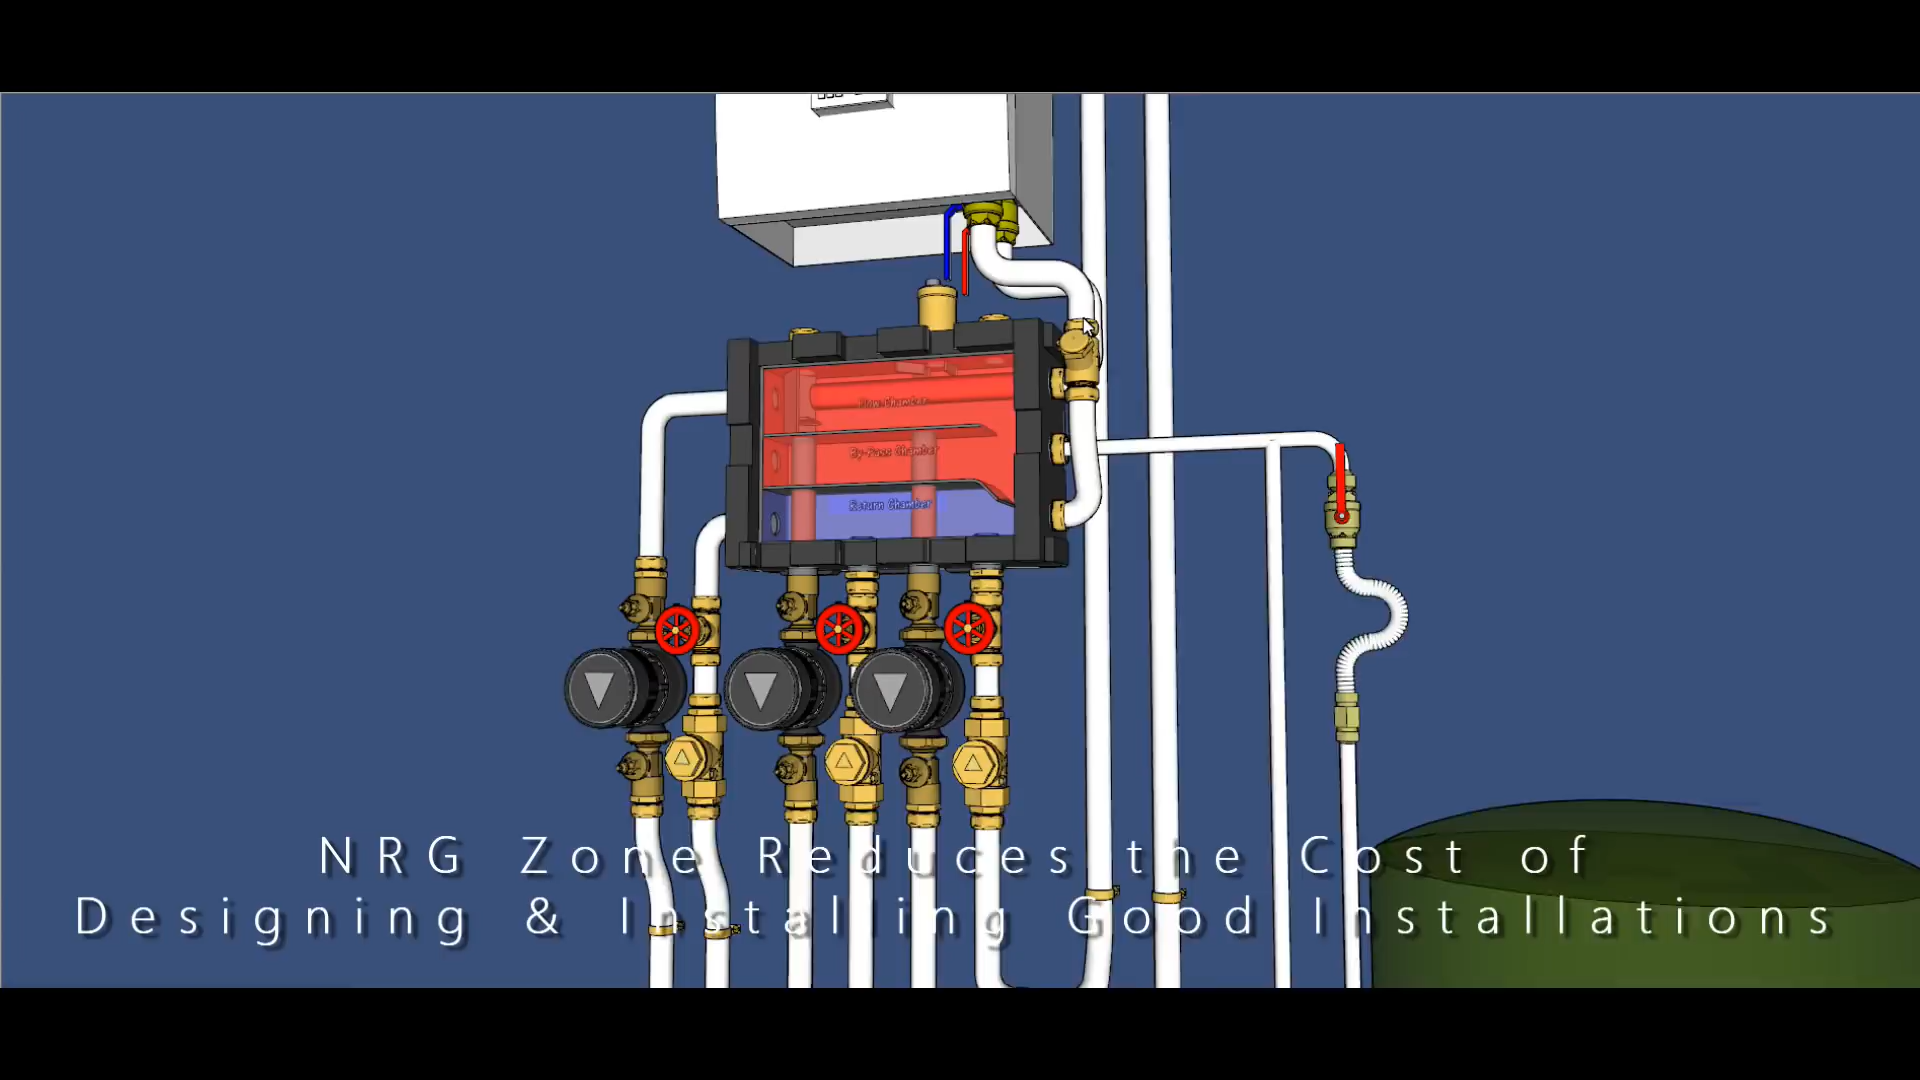 Flow Chamber
By-Pass Chamber
Return Chamber
NRG Zone Reduces the Cost of
Designing & Installing Good Installations